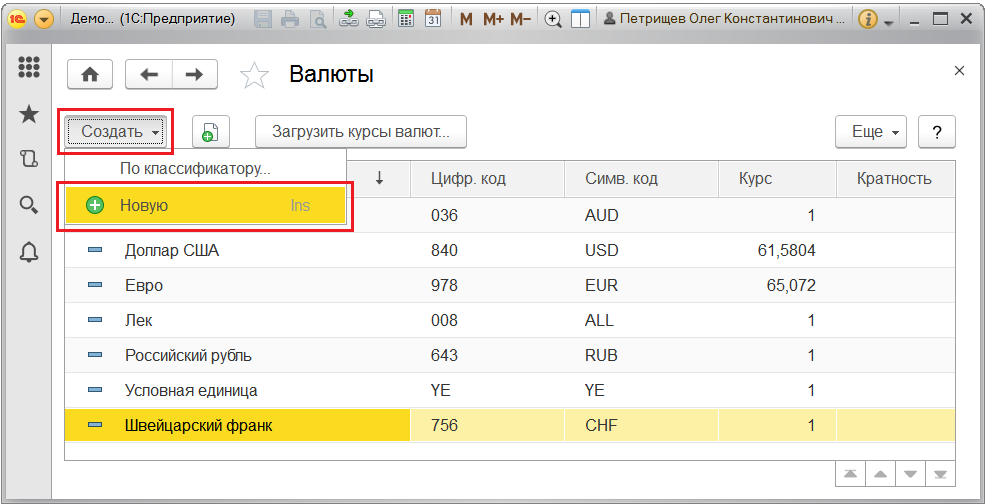 1С Демо... (1С:Предприятие) 31 M M+ M− Петрищев Олег Константинович ... i
Валюты
Создать Загрузить курсы валют... Еще ?
По классификатору...
Новую Ins
Цифр. код Симв. код Курс Кратность
036 AUD 1
Доллар США 840 USD 61,5804
Евро 978 EUR 65,072
Лек 008 ALL 1
Российский рубль 643 RUB 1
Условная единица YE YE 1
Швейцарский франк 756 CHF 1